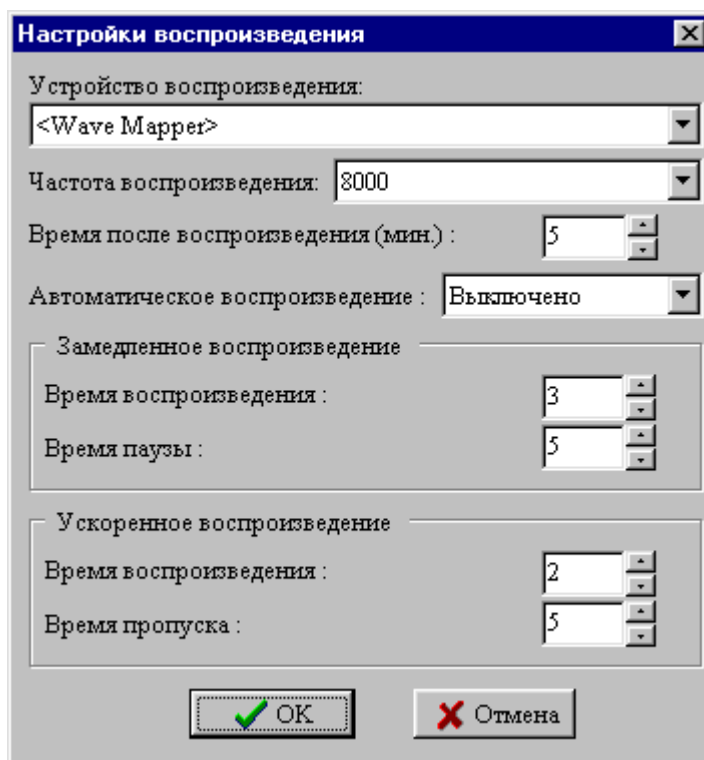 Настройки воспроизведения
Устройство воспроизведения:
<Wave Mapper>
Частота воспроизведения: 8000
Время после воспроизведения (мин.) : 5
Автоматическое воспроизведение : Выключено
Замедленное воспроизведение
Время воспроизведения : 3
Время паузы : 5
Ускоренное воспроизведение
Время воспроизведения : 2
Время пропуска : 5
OK Отмена